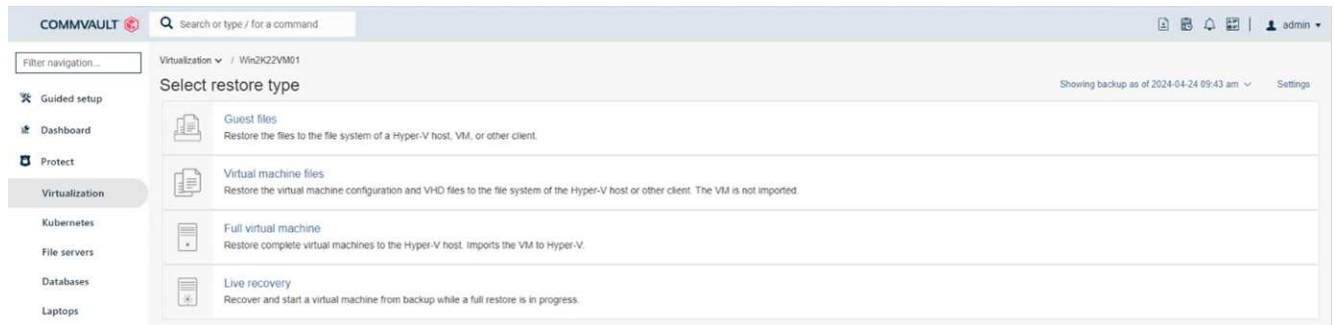 COMMVAULT
Search or type / for a command
admin
Filter navigation...
Guided setup
Dashboard
Protect
Virtualization
Kubernetes
File servers
Databases
Laptops
Virtualization / Win2K22VM01
Select restore type
Showing backup as of 2024-04-24 09:43 am
Settings
Guest files
Restore the files to the file system of a Hyper-V host, VM, or other client.
Virtual machine files
Restore the virtual machine configuration and VHD files to the file system of the Hyper-V host or other client. The VM is not imported.
Full virtual machine
Restore complete virtual machines to the Hyper-V host. Imports the VM to Hyper-V.
Live recovery
Recover and start a virtual machine from backup while a full restore is in progress.